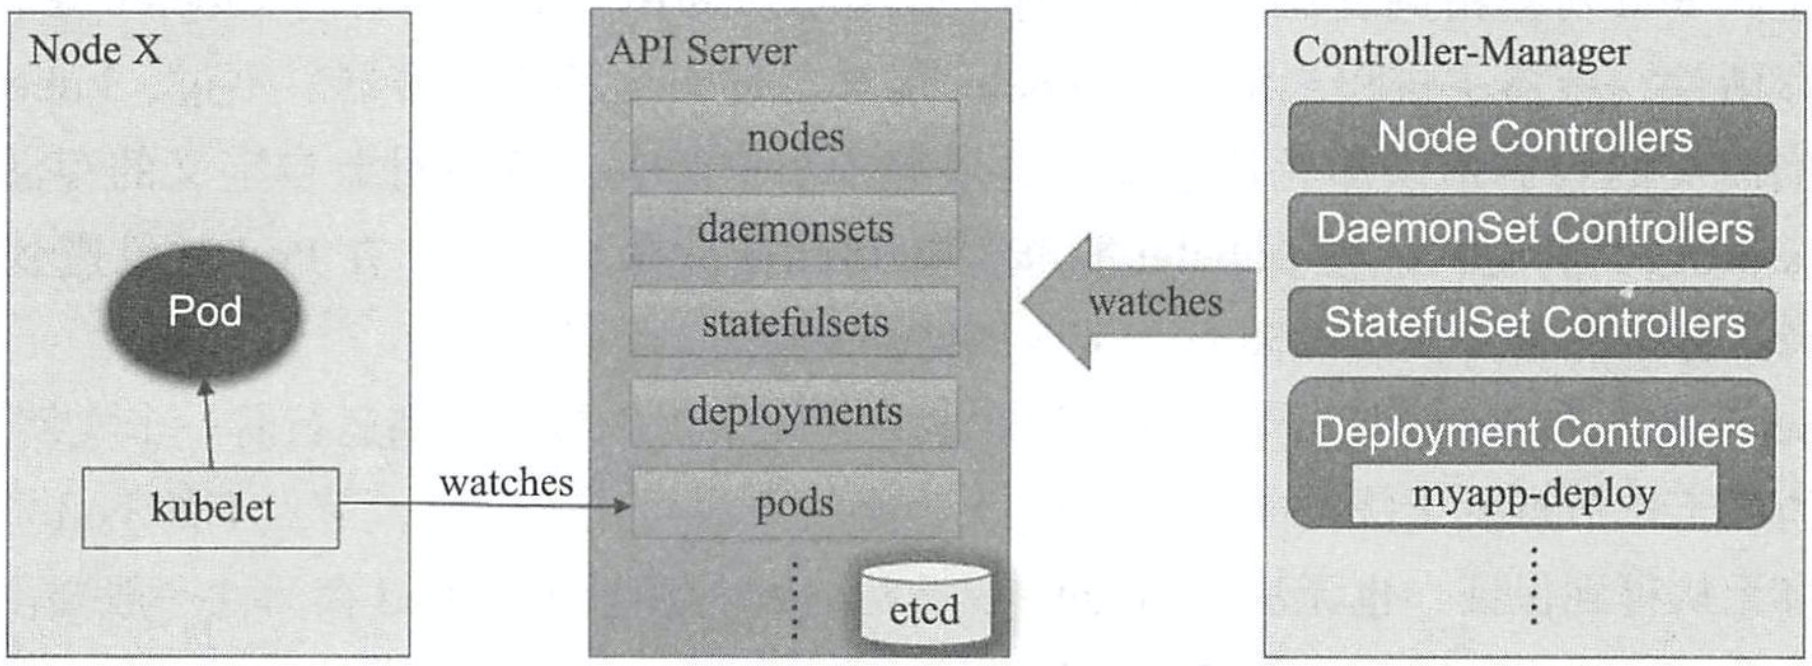 Node X
Pod
kubelet
watches
API Server
nodes
daemonsets
statefulsets
deployments
pods
etcd
watches
Controller-Manager
Node Controllers
DaemonSet Controllers
StatefulSet Controllers
Deployment Controllers
myapp-deploy